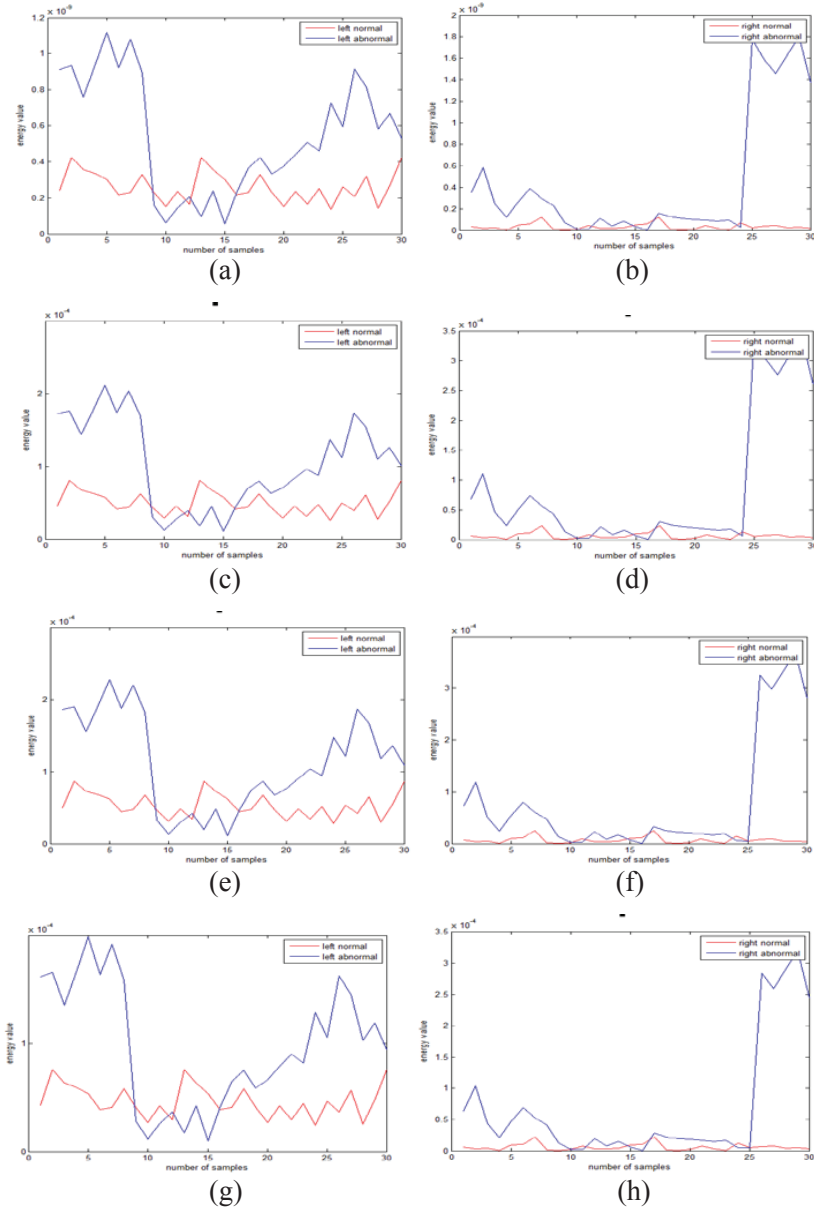 x 10⁻⁹
1.2
1
0.8
0.6
0.4
0.2
0
energy value
left normal
left abnormal
0 5 10 15 20 25 30
number of samples
(a)
x 10⁻⁹
2
1.8
1.6
1.4
1.2
1
0.8
0.6
0.4
0.2
0
energy value
right normal
right abnormal
0 5 10 15 20 25 30
number of samples
(b)
x 10⁻⁴
2
1
0
energy value
left normal
left abnormal
0 5 10 15 20 25 30
number of samples
(c)
x 10⁻⁴
3.5
3
2.5
2
1.5
1
0.5
0
energy value
right normal
right abnormal
0 5 10 15 20 25 30
number of samples
(d)
x 10⁻⁴
2
1
0
energy value
left normal
left abnormal
0 5 10 15 20 25 30
number of samples
(e)
x 10⁻⁴
3
2
1
0
energy value
right normal
right abnormal
0 5 10 15 20 25 30
number of samples
(f)
x 10⁻⁴
1
0
energy value
left normal
left abnormal
0 5 10 15 20 25 30
number of samples
(g)
x 10⁻⁴
3.5
3
2.5
2
1.5
1
0.5
0
energy value
right normal
right abnormal
0 5 10 15 20 25 30
number of samples
(h)